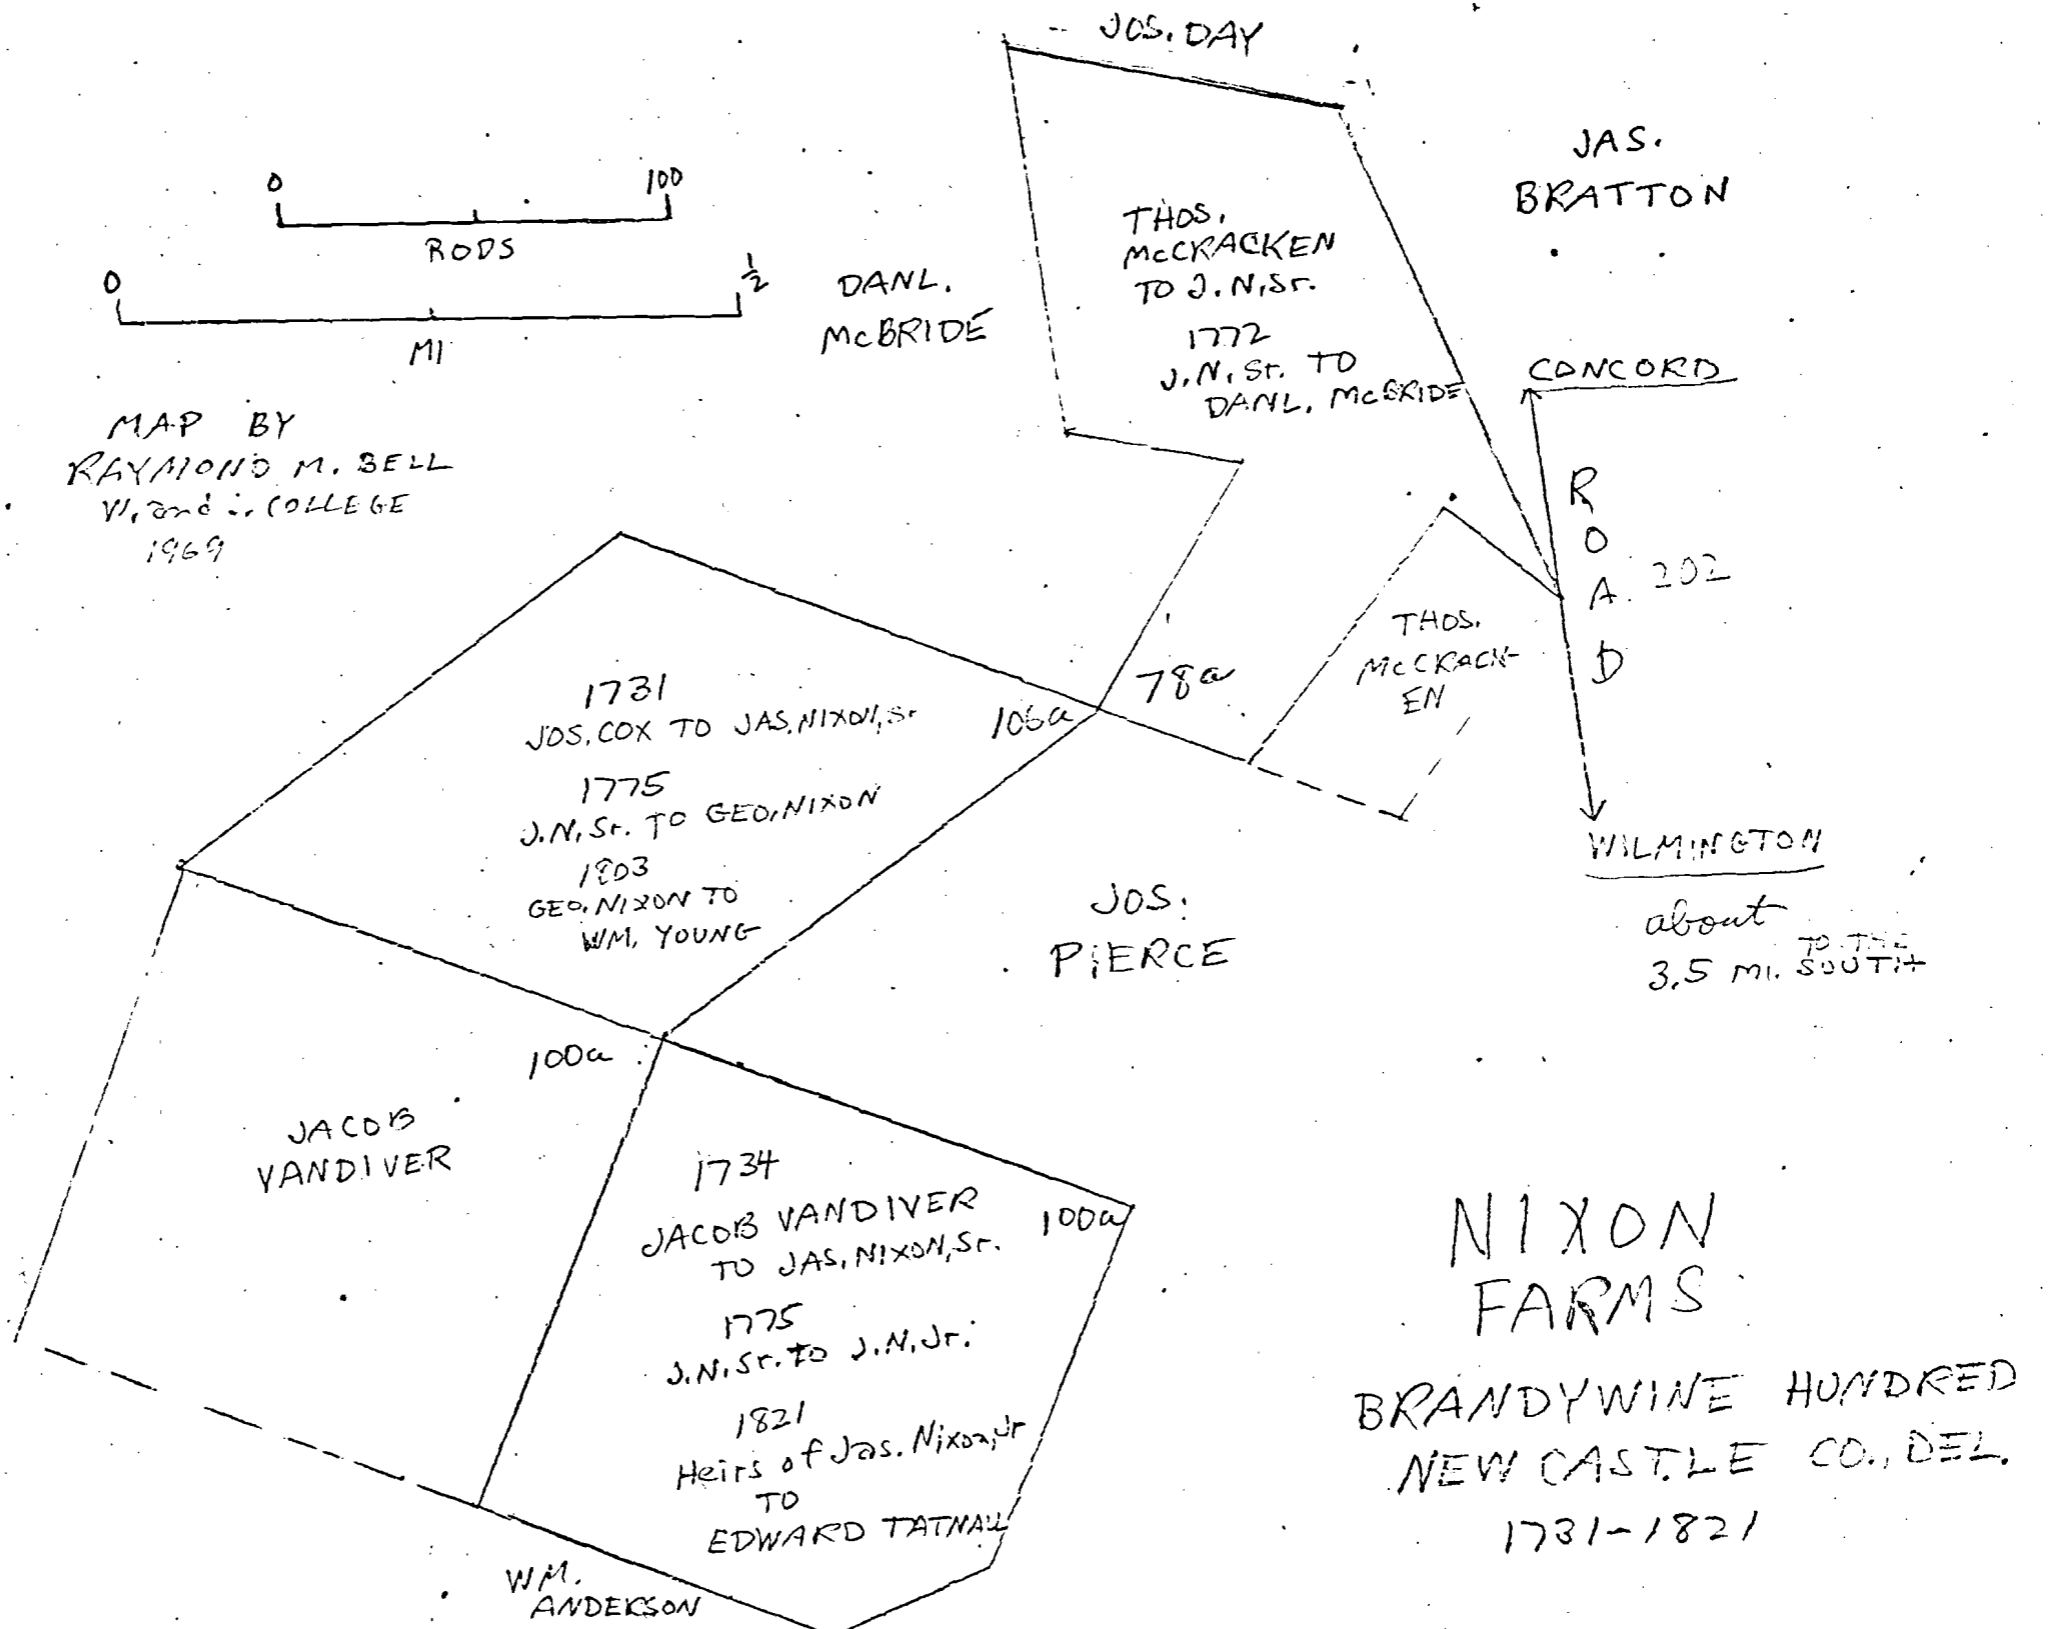 JOS. DAY
0 100
RODS
0 ½
MI
MAP BY
RAYMOND M. BELL
W. and COLLEGE
1969
DANL.
McBRIDE
THOS.
McCRACKEN
TO J.N.Sr.
1772
J.N. Sr. TO
DANL. McBRIDE
JAS.
BRATTON
CONCORD
ROAD
202
THOS.
McCRACK-
EN
78a
WILMINGTON
about
3.5 MI. TO THE
SOUTH
106a
1731
JOS. COX TO JAS. NIXON, Sr
1775
J.N. Sr. TO GEO. NIXON
1803
GEO. NIXON TO
WM. YOUNG
JOS.
PIERCE
100a
JACOB
VANDIVER
100a
1734
JACOB VANDIVER
TO JAS. NIXON, Sr.
1775
J.N. Sr. to J.N. Jr.
1821
Heirs of Jas. Nixon, Jr
TO
EDWARD TATNALL
WM.
ANDERSON
NIXON
FARMS
BRANDYWINE HUNDRED
NEW CASTLE CO., DEL.
1731-1821